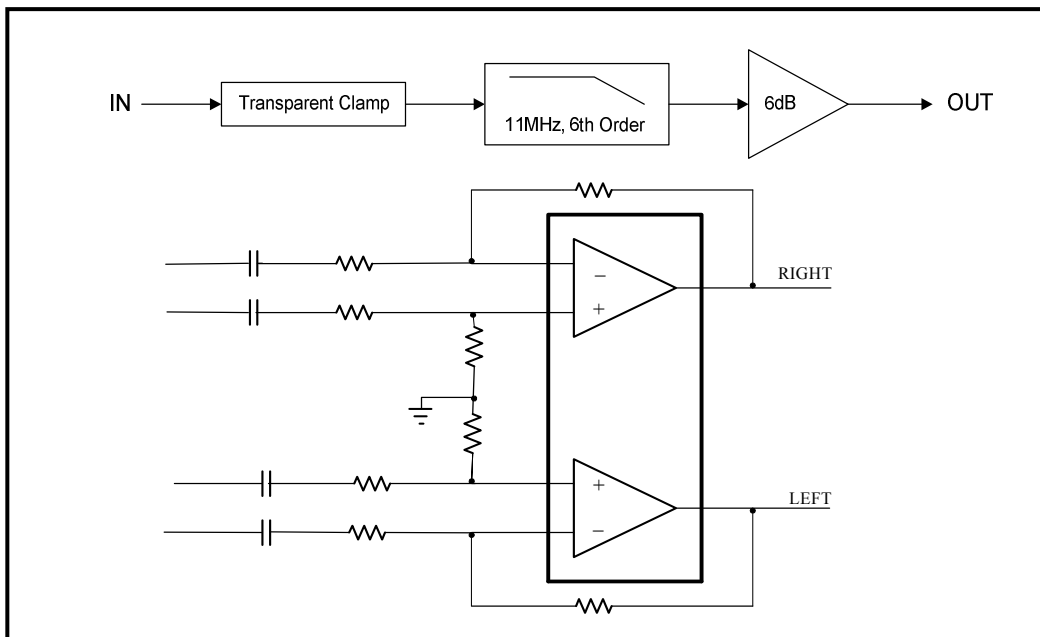 IN
Transparent Clamp
11MHz, 6th Order
6dB
OUT
−
+
RIGHT
+
−
LEFT